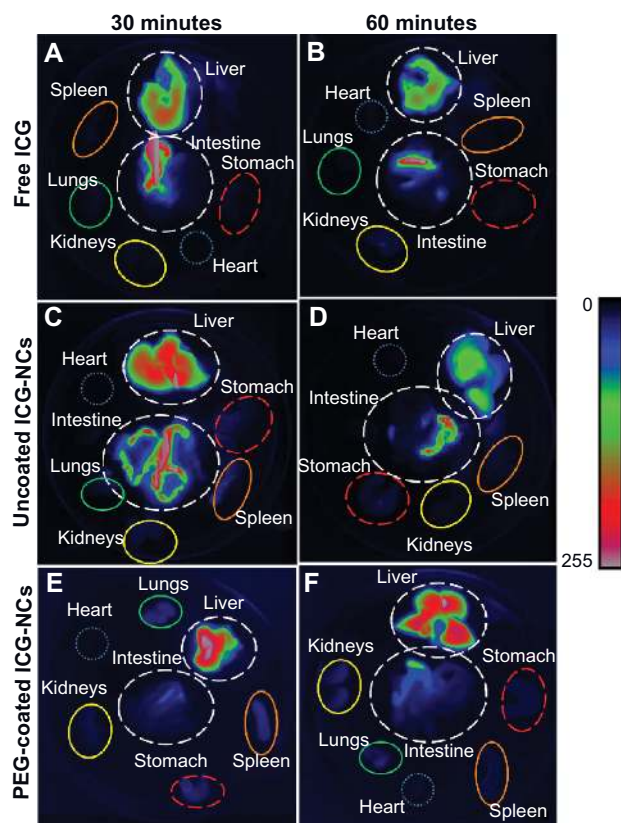 30 minutes
60 minutes
Free ICG
A
Liver
Spleen
Intestine
Stomach
Lungs
Kidneys
Heart
B
Liver
Heart
Spleen
Lungs
Stomach
Kidneys
Intestine
Uncoated ICG-NCs
C
Liver
Heart
Stomach
Intestine
Lungs
Spleen
Kidneys
D
Liver
Heart
Intestine
Stomach
Spleen
Kidneys
0
255
PEG-coated ICG-NCs
E
Lungs
Heart
Liver
Intestine
Kidneys
Stomach
Spleen
F
Liver
Kidneys
Stomach
Lungs
Intestine
Heart
Spleen